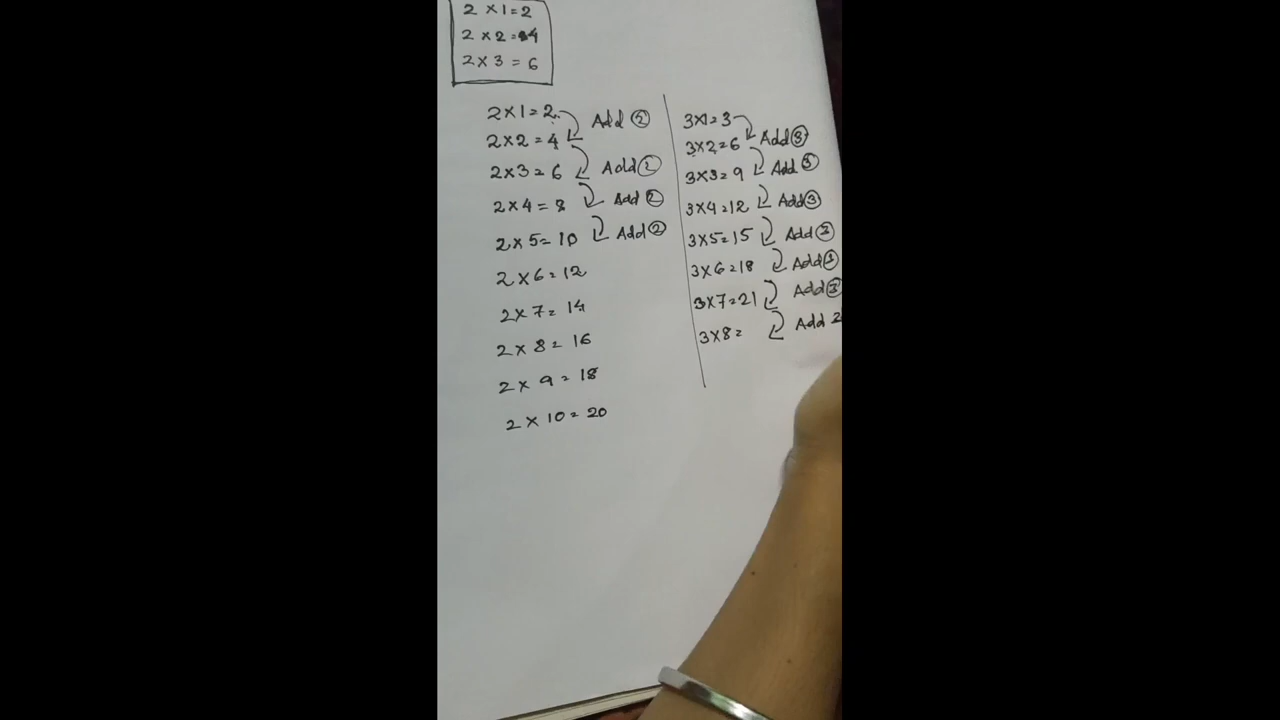 2 × 1 = 2
2 × 2 = 4
2 × 3 = 6
2 × 1 = 2
Add 2
2 × 2 = 4
2 × 3 = 6
Add 2
2 × 4 = 8
Add 2
2 × 5 = 10
Add 2
2 × 6 = 12
2 × 7 = 14
2 × 8 = 16
2 × 9 = 18
2 × 10 = 20
3 × 1 = 3
3 × 2 = 6
Add 3
3 × 3 = 9
Add 3
3 × 4 = 12
Add 3
3 × 5 = 15
Add
3 × 6 = 18
Add
3 × 7 = 21
Add 3
3 × 8 =
Add